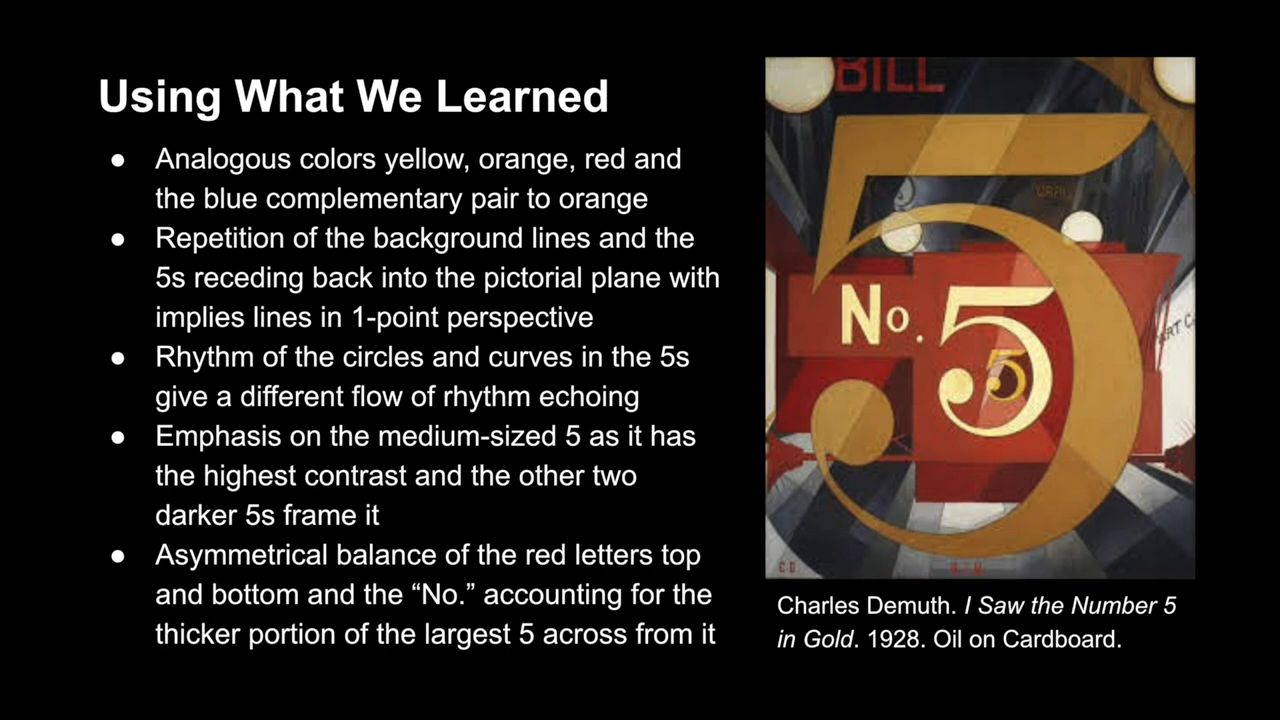 Using What We Learned
● Analogous colors yellow, orange, red and
the blue complementary pair to orange
● Repetition of the background lines and the
5s receding back into the pictorial plane with
implies lines in 1-point perspective
● Rhythm of the circles and curves in the 5s
give a different flow of rhythm echoing
● Emphasis on the medium-sized 5 as it has
the highest contrast and the other two
darker 5s frame it
● Asymmetrical balance of the red letters top
and bottom and the “No.” accounting for the
thicker portion of the largest 5 across from it
BILL
5
No. 5
5
ART C
C.D.
Charles Demuth. I Saw the Number 5
in Gold. 1928. Oil on Cardboard.